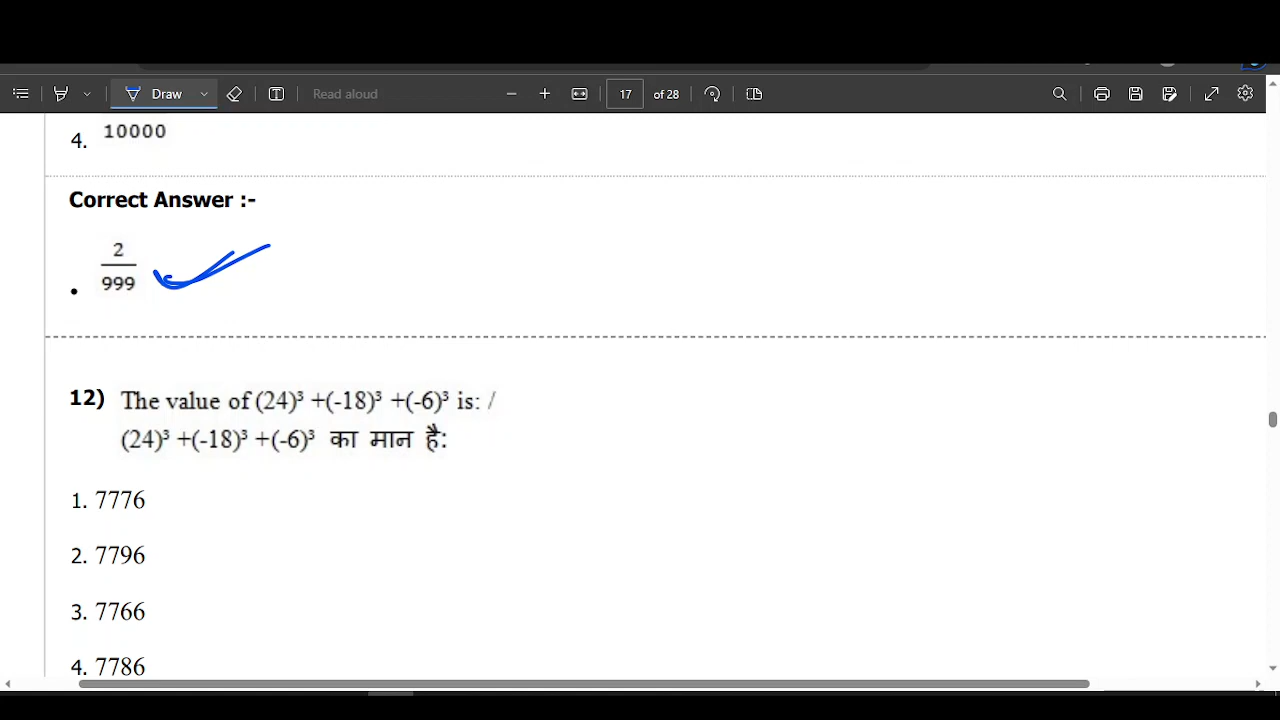 Draw
Read aloud
17
of 28
4. 10000
Correct Answer :-
2
999
12) The value of (24)³ +(-18)³ +(-6)³ is: /
(24)³ +(-18)³ +(-6)³ का मान है:
1. 7776
2. 7796
3. 7766
4. 7786